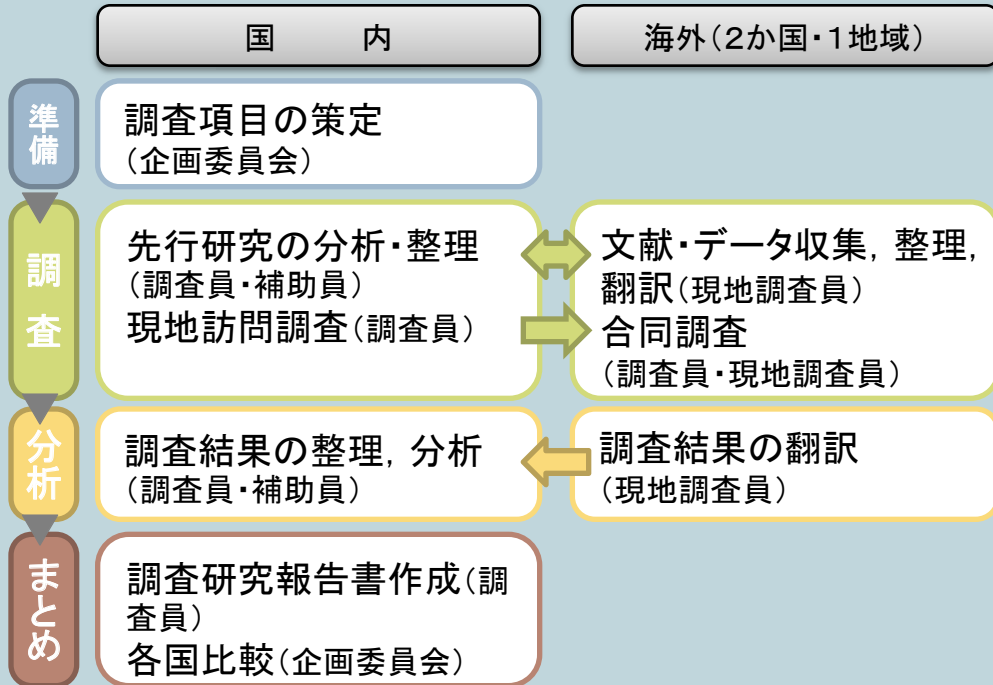 国　　内
海外（２か国・１地域）
準備
調査項目の策定
（企画委員会）
調査
先行研究の分析・整理
（調査員・補助員）
現地訪問調査（調査員）
文献・データ収集，整理，
翻訳（現地調査員）
合同調査
（調査員・現地調査員）
分析
調査結果の整理，分析
（調査員・補助員）
調査結果の翻訳
（現地調査員）
まとめ
調査研究報告書作成（調
査員）
各国比較（企画委員会）